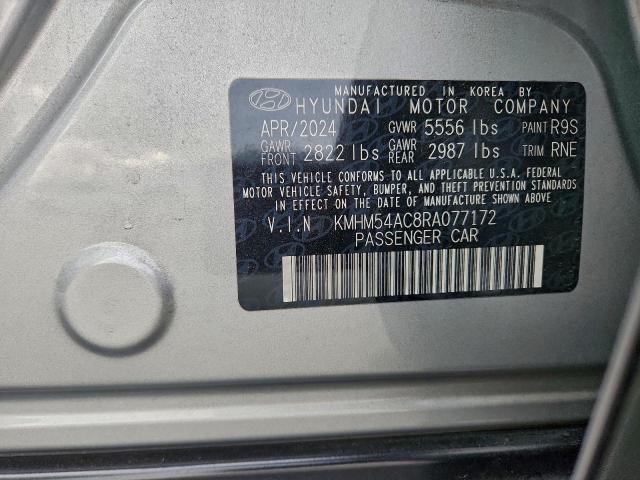 MANUFACTURED IN KOREA BY
HYUNDAI MOTOR COMPANY
APR/2024 GVWR 5556 lbs PAINT R9S
GAWR FRONT 2822 lbs GAWR REAR 2987 lbs TRIM RNE
THIS VEHICLE CONFORMS TO ALL APPLICABLE U.S.A. FEDERAL
MOTOR VEHICLE SAFETY, BUMPER, AND THEFT PREVENTION STANDARDS
IN EFFECT ON THE DATE OF MANUFACTURE SHOWN ABOVE.
V.I.N KMHM54AC8RA077172
PASSENGER CAR